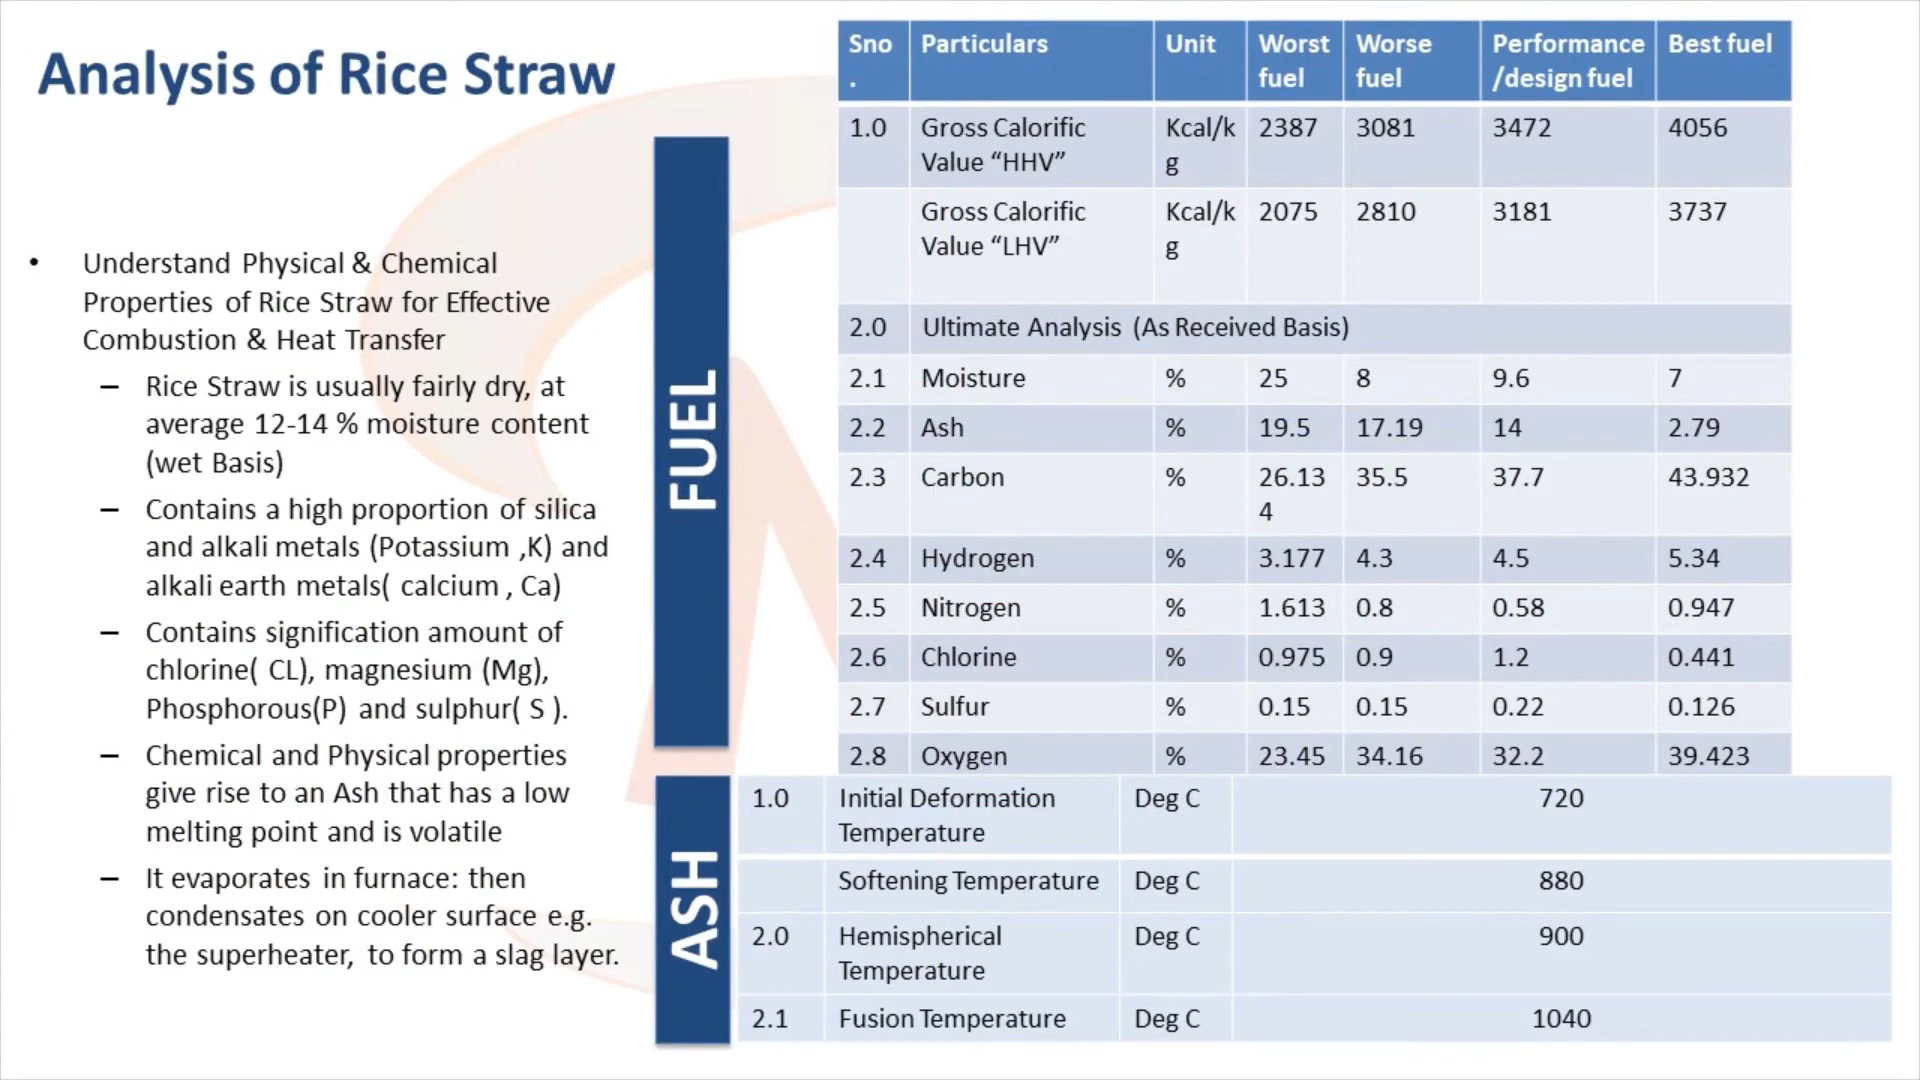 Analysis of Rice Straw
• Understand Physical & Chemical
Properties of Rice Straw for Effective
Combustion & Heat Transfer
– Rice Straw is usually fairly dry, at
average 12-14 % moisture content
(wet Basis)
– Contains a high proportion of silica
and alkali metals (Potassium ,K) and
alkali earth metals( calcium , Ca)
– Contains signification amount of
chlorine( CL), magnesium (Mg),
Phosphorous(P) and sulphur( S ).
– Chemical and Physical properties
give rise to an Ash that has a low
melting point and is volatile
– It evaporates in furnace: then
condensates on cooler surface e.g.
the superheater, to form a slag layer.
FUEL
Sno Particulars Unit Worst Worse Performance Best fuel
. fuel fuel /design fuel
1.0 Gross Calorific Kcal/k 2387 3081 3472 4056
Value “HHV” g
Gross Calorific Kcal/k 2075 2810 3181 3737
Value “LHV” g
2.0 Ultimate Analysis (As Received Basis)
2.1 Moisture % 25 8 9.6 7
2.2 Ash % 19.5 17.19 14 2.79
2.3 Carbon % 26.13 35.5 37.7 43.932
4
2.4 Hydrogen % 3.177 4.3 4.5 5.34
2.5 Nitrogen % 1.613 0.8 0.58 0.947
2.6 Chlorine % 0.975 0.9 1.2 0.441
2.7 Sulfur % 0.15 0.15 0.22 0.126
2.8 Oxygen % 23.45 34.16 32.2 39.423
ASH
1.0 Initial Deformation Deg C 720
Temperature
Softening Temperature Deg C 880
2.0 Hemispherical Deg C 900
Temperature
2.1 Fusion Temperature Deg C 1040